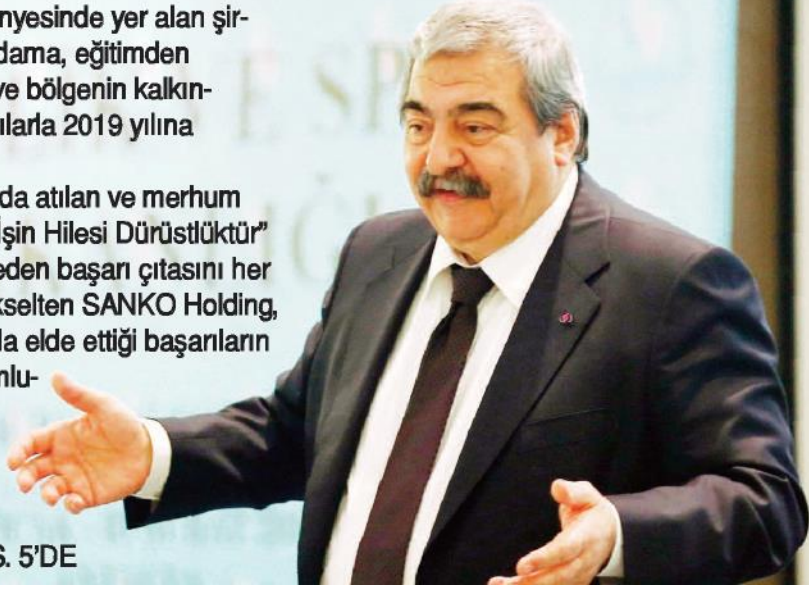 nyesinde yer alan şir-
dama, eğitimden
ve bölgenin kalkın-
ılarla 2019 yılına
da atılan ve merhum
İşin Hilesi Dürüstlüktür”
eden başarı çıtasını her
kselten SANKO Holding,
da elde ettiği başarıların
mlu-
S. 5’DE